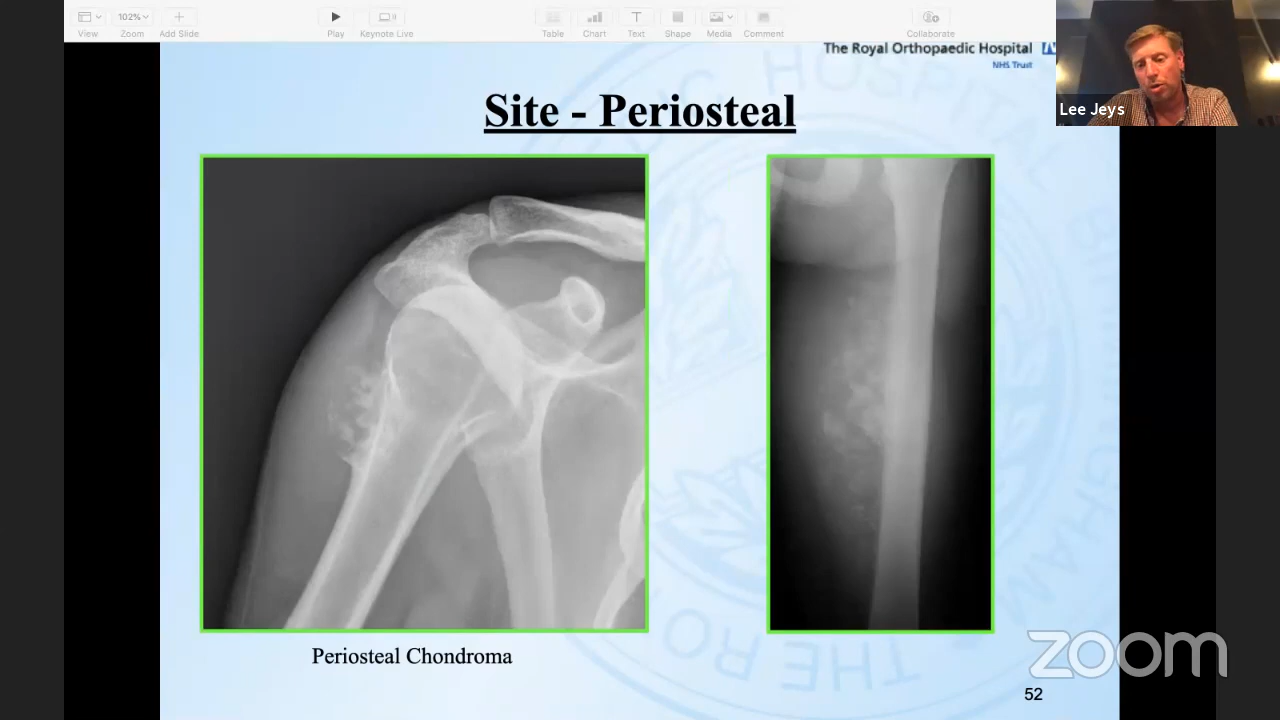 View
102%
Zoom
Add Slide
Play
Keynote Live
Table
Chart
Text
Shape
Media
Comment
Collaborate
The Royal Orthopaedic Hospital
NHS Trust
Lee Jeys
Site - Periosteal
Periosteal Chondroma
zoom
52